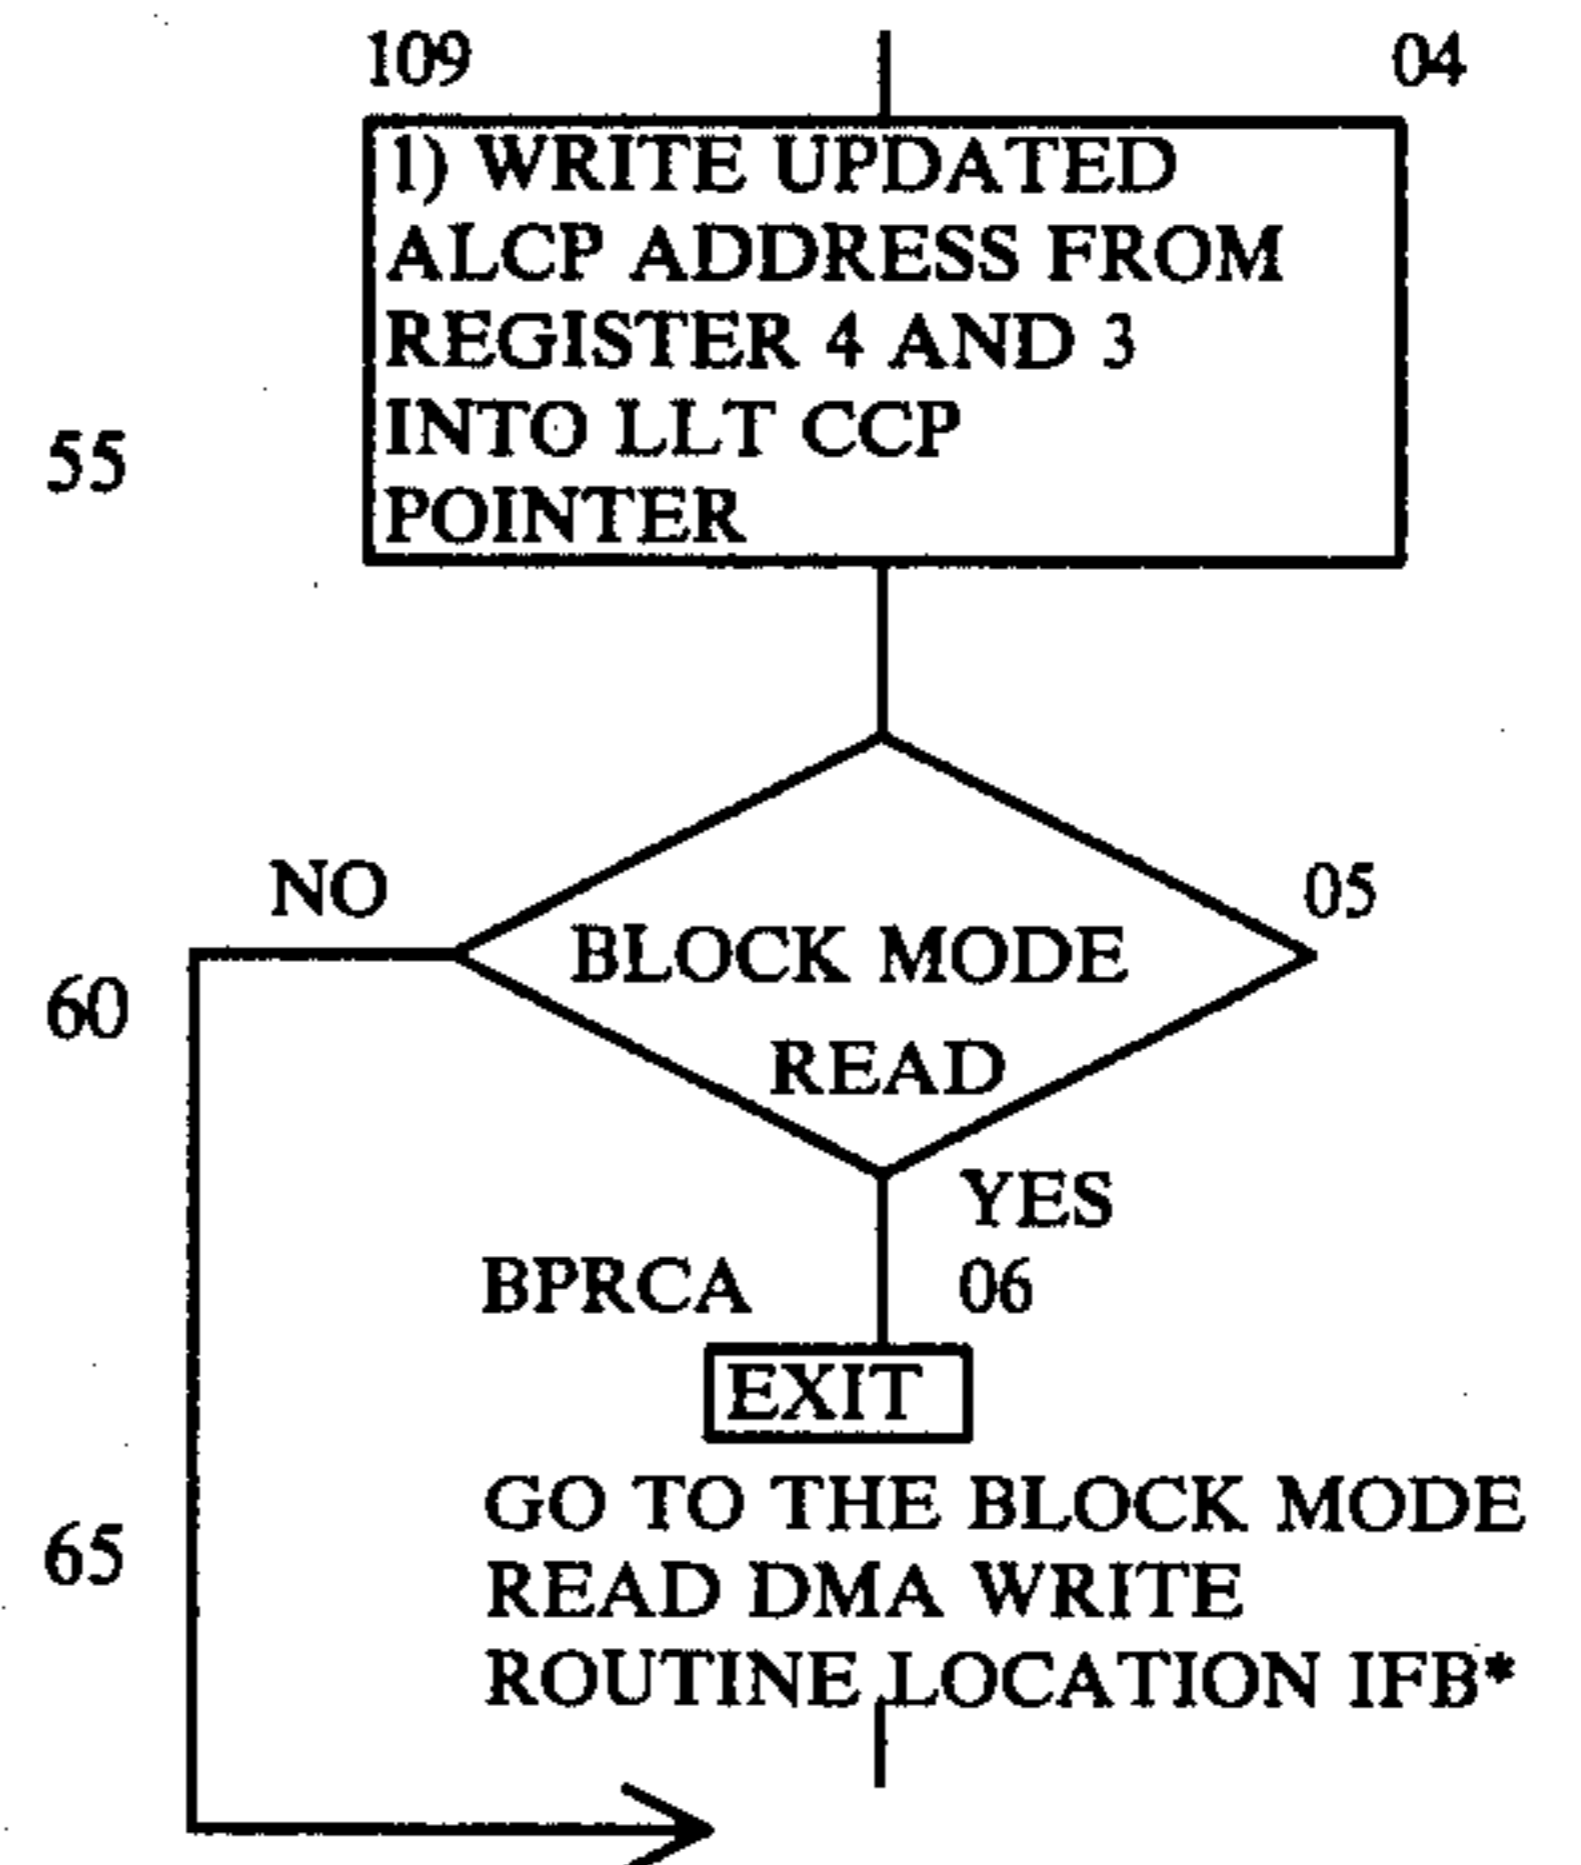 109 04
1) WRITE UPDATED
ALCP ADDRESS FROM
REGISTER 4 AND 3
INTO LLT CCP
55
POINTER
NO 05
BLOCK MODE
60
READ
YES
BPRCA 06
EXIT
GO TO THE BLOCK MODE
65
READ DMA WRITE
ROUTINE LOCATION IFB*